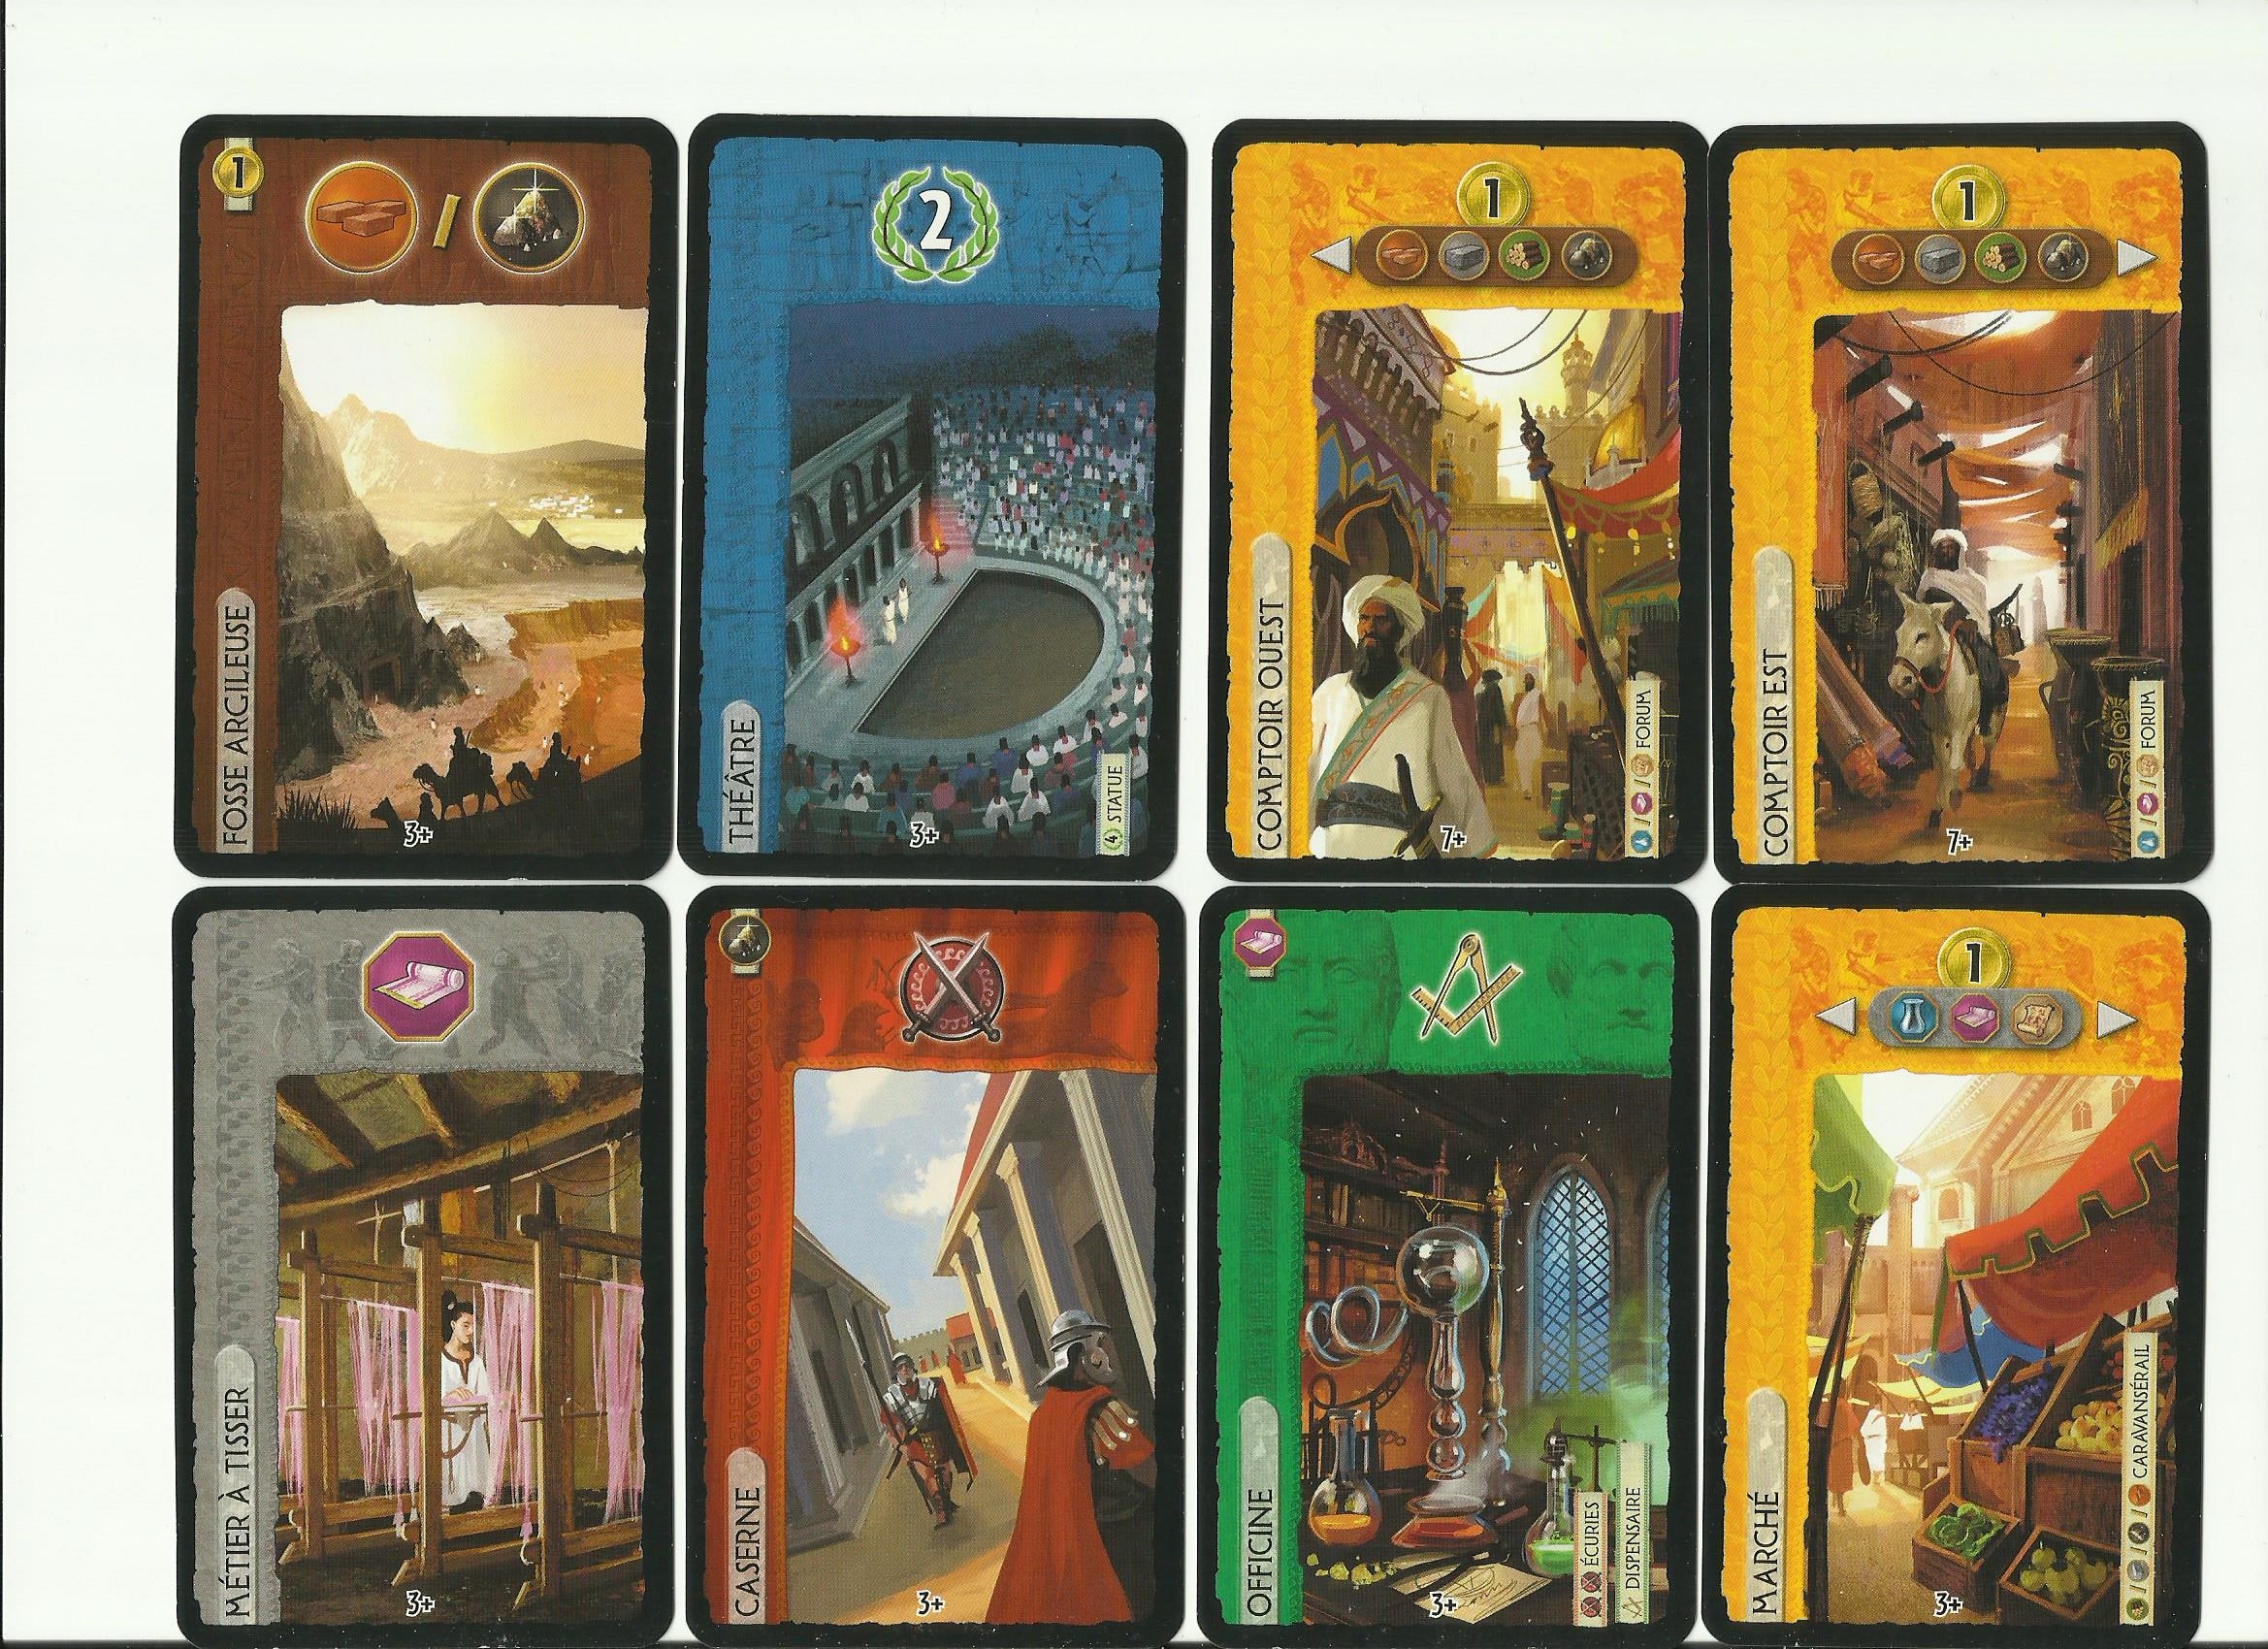 1
FOSSE ARGILEUSE
3+
2
THÉÂTRE
STATUE
4
3+
1
COMPTOIR OUEST
/ / FORUM
7+
1
COMPTOIR EST
/ / FORUM
7+
MÉTIER À TISSER
3+
CASERNE
3+
OFFICINE
ÉCURIES
DISPENSAIRE
3+
1
MARCHÉ
/ / / CARAVANSÉRAIL
3+